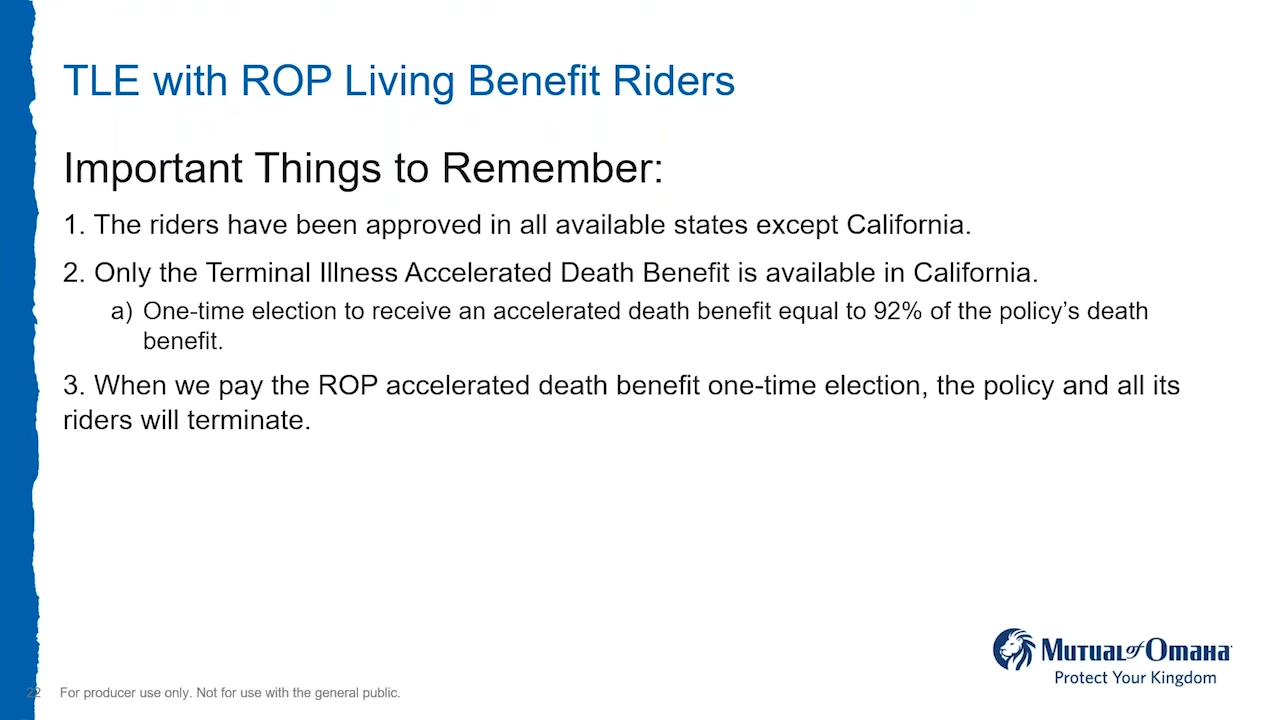 TLE with ROP Living Benefit Riders
Important Things to Remember:
1. The riders have been approved in all available states except California.
2. Only the Terminal Illness Accelerated Death Benefit is available in California.
a) One-time election to receive an accelerated death benefit equal to 92% of the policy’s death
benefit.
3. When we pay the ROP accelerated death benefit one-time election, the policy and all its
riders will terminate.
Mutual of Omaha
Protect Your Kingdom
22 For producer use only. Not for use with the general public.